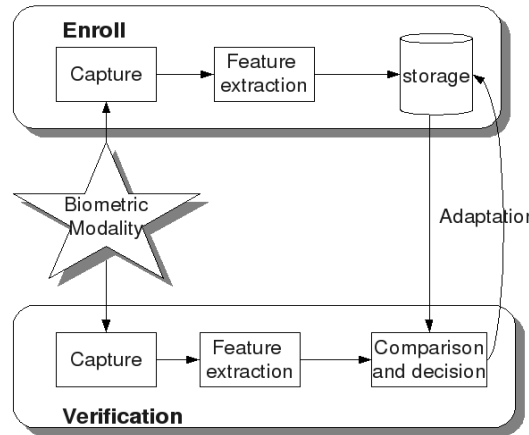 Enroll
Capture
Feature
extraction
storage
Biometric
Modality
Adaptation
Capture
Feature
extraction
Comparison
and decision
Verification